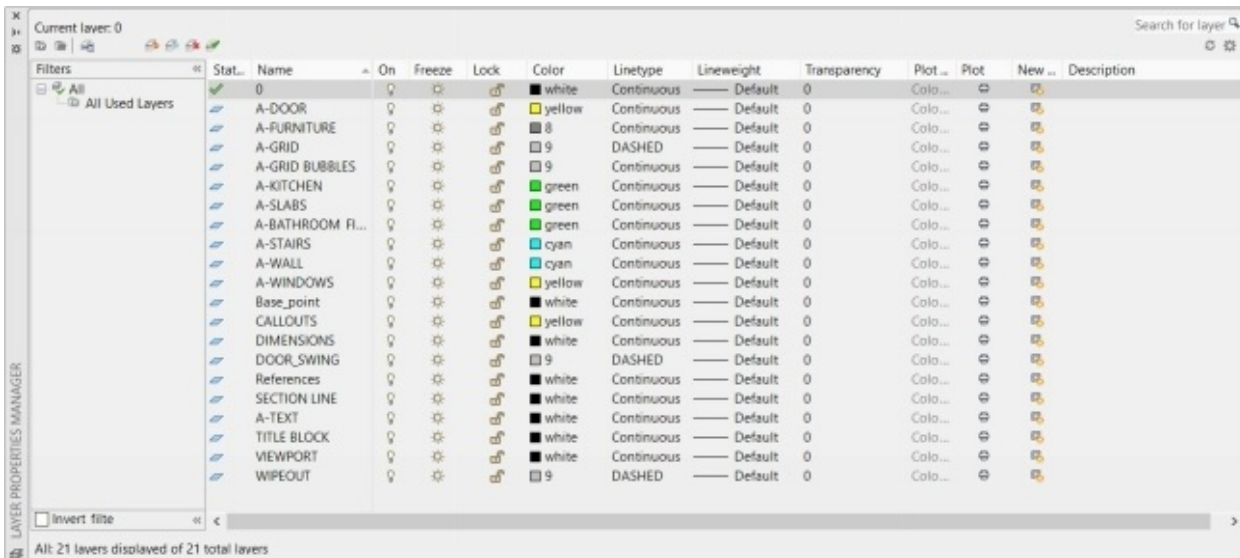 Current layer: 0
Search for layer
Filters
All
All Used Layers
Stat... Name On Freeze Lock Color Linetype Lineweight Transparency Plot ... Plot New ... Description
0 white Continuous Default 0 Colo...
A-DOOR yellow Continuous Default 0 Colo...
A-FURNITURE 8 Continuous Default 0 Colo...
A-GRID 9 DASHED Default 0 Colo...
A-GRID BUBBLES 9 Continuous Default 0 Colo...
A-KITCHEN green Continuous Default 0 Colo...
A-SLABS green Continuous Default 0 Colo...
A-BATHROOM FI... green Continuous Default 0 Colo...
A-STAIRS cyan Continuous Default 0 Colo...
A-WALL cyan Continuous Default 0 Colo...
A-WINDOWS yellow Continuous Default 0 Colo...
Base_point white Continuous Default 0 Colo...
CALLOUTS yellow Continuous Default 0 Colo...
DIMENSIONS white Continuous Default 0 Colo...
DOOR_SWING 9 DASHED Default 0 Colo...
References white Continuous Default 0 Colo...
SECTION LINE white Continuous Default 0 Colo...
A-TEXT white Continuous Default 0 Colo...
TITLE BLOCK white Continuous Default 0 Colo...
VIEWPORT white Continuous Default 0 Colo...
WIPEOUT 9 DASHED Default 0 Colo...
Invert filte
All: 21 layers displayed of 21 total layers
LAYER PROPERTIES MANAGER